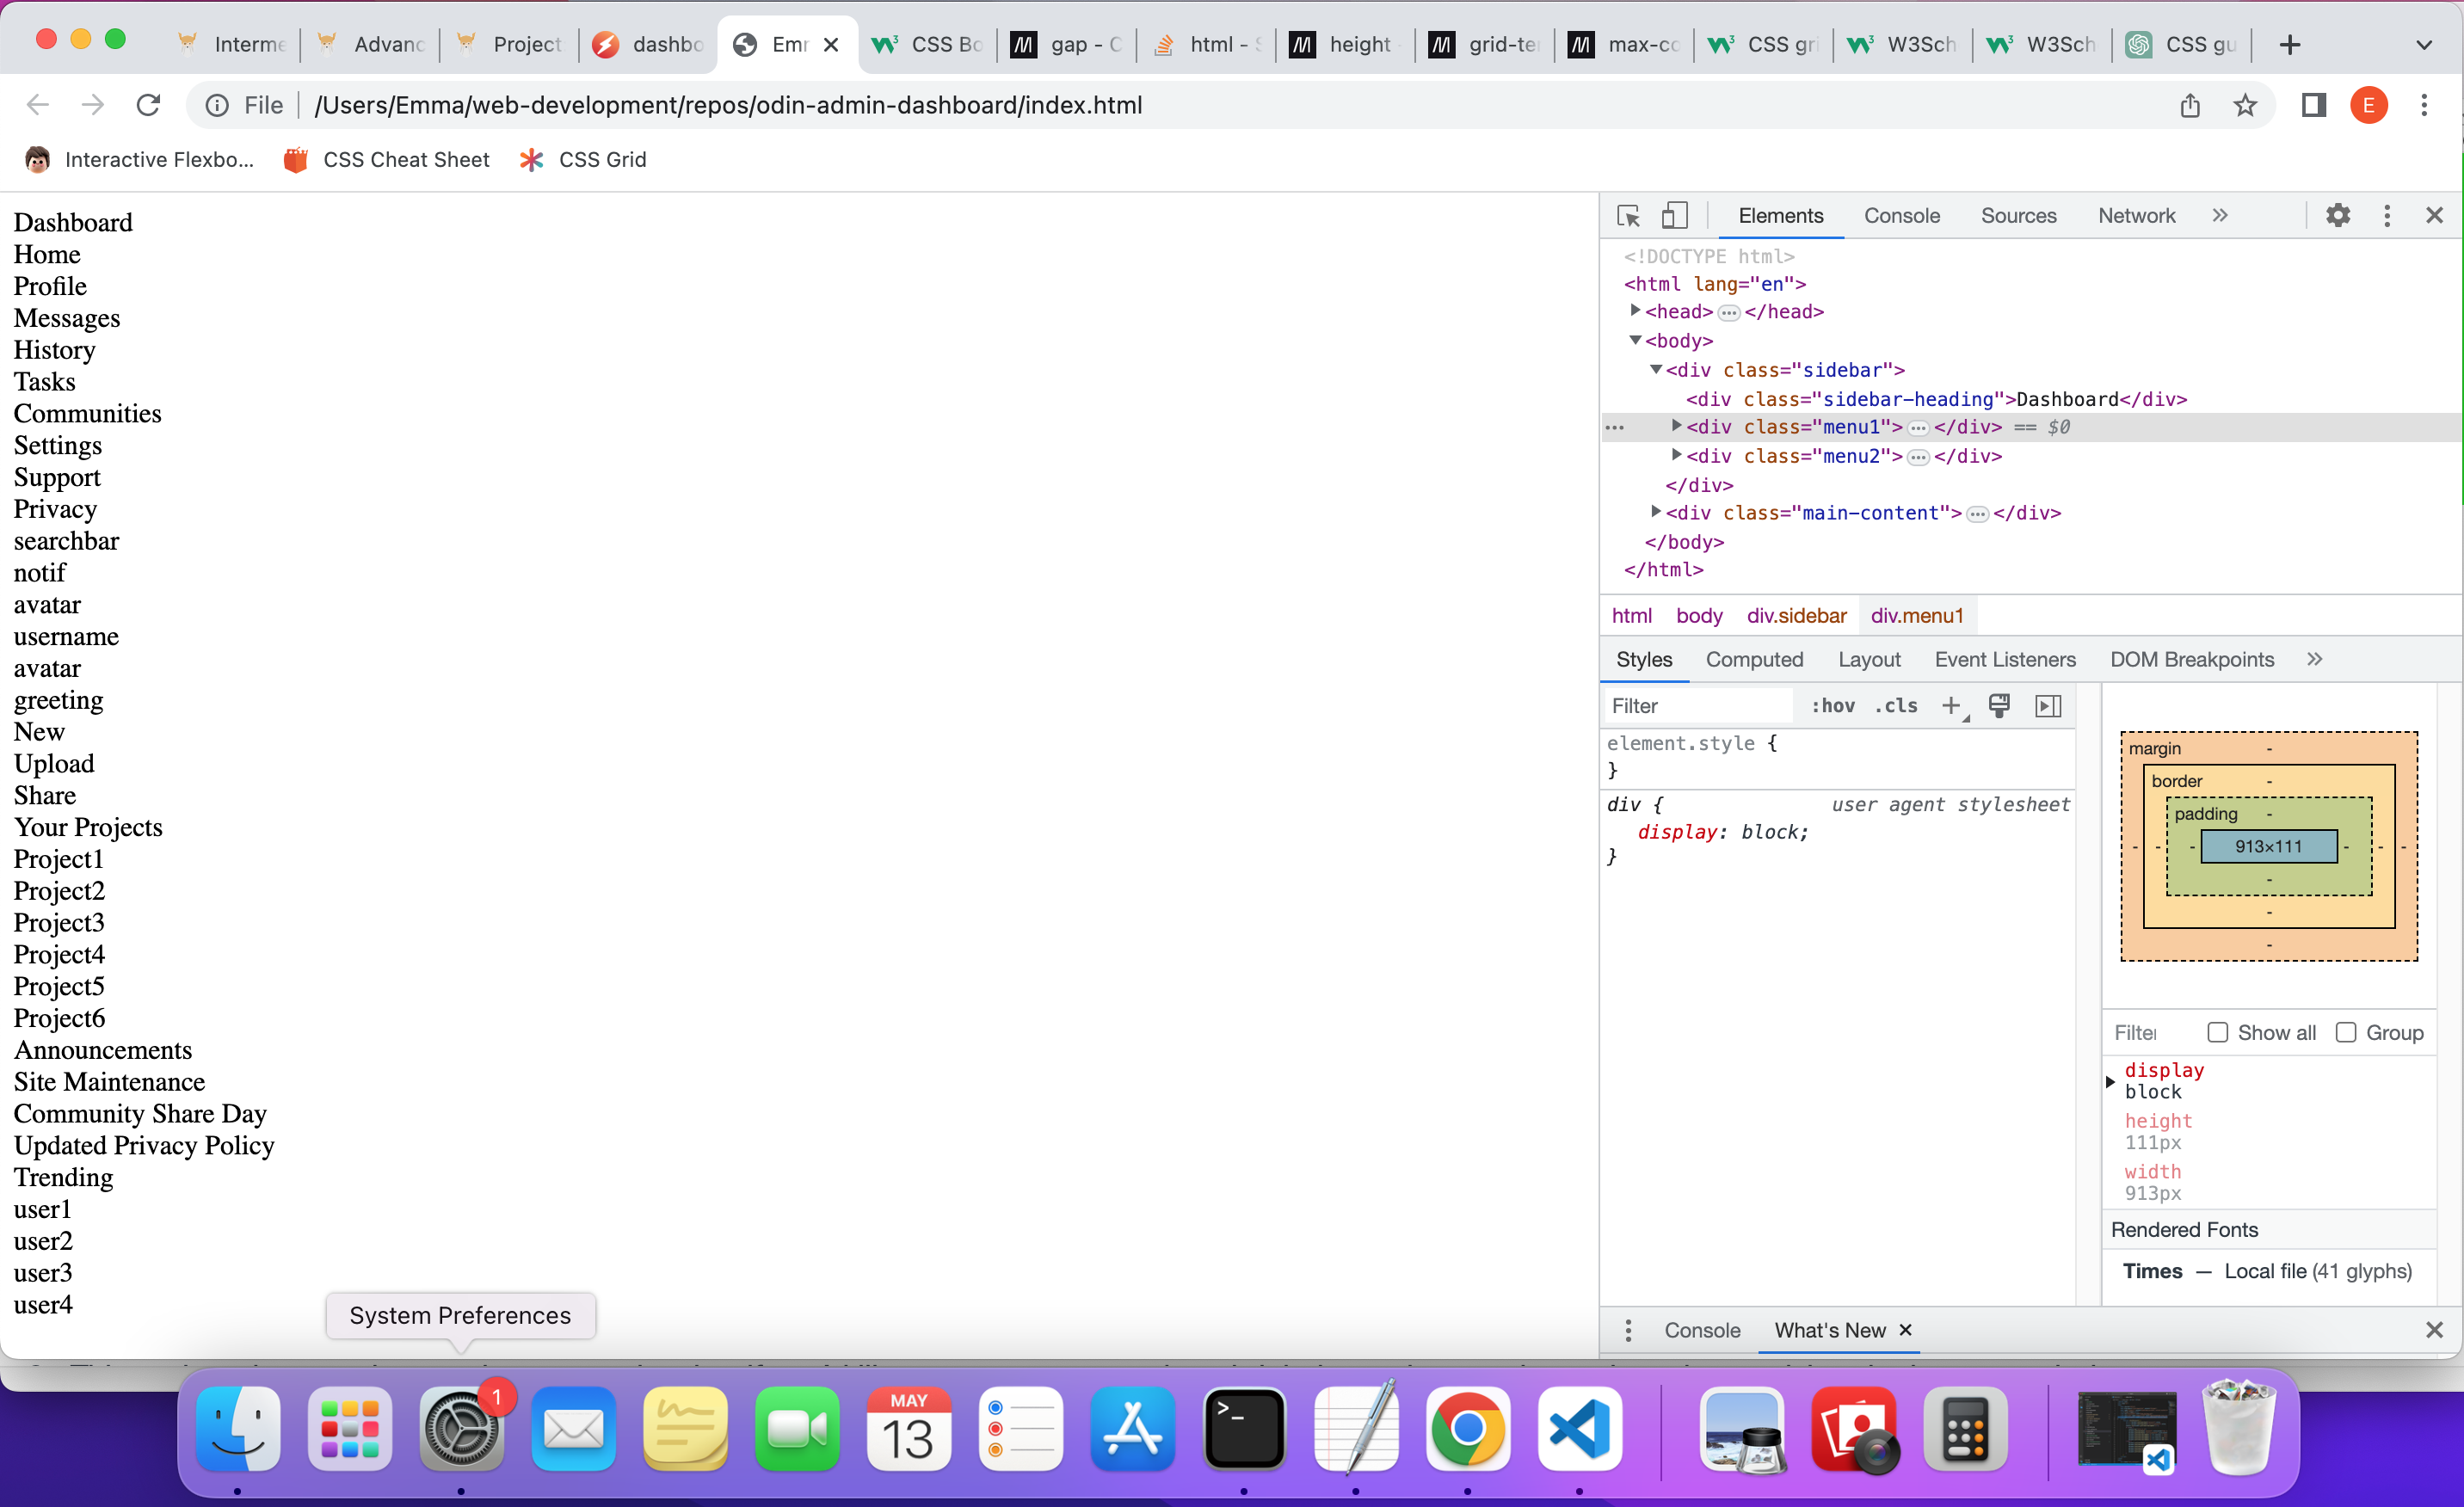 Interme
Advanc
Project
dashbo
Emr
CSS Bo
gap - C
html - S
height -
grid-te
max-co
CSS gri
W3Sch
W3Sch
CSS gu
File
/Users/Emma/web-development/repos/odin-admin-dashboard/index.html
E
Interactive Flexbo...
CSS Cheat Sheet
CSS Grid
Dashboard
Home
Profile
Messages
History
Tasks
Communities
Settings
Support
Privacy
searchbar
notif
avatar
username
avatar
greeting
New
Upload
Share
Your Projects
Project1
Project2
Project3
Project4
Project5
Project6
Announcements
Site Maintenance
Community Share Day
Updated Privacy Policy
Trending
user1
user2
user3
user4
Elements
Console
Sources
Network
<!DOCTYPE html>
<html lang="en">
<head>…</head>
<body>
<div class="sidebar">
<div class="sidebar-heading">Dashboard</div>
<div class="menu1">…</div> == $0
<div class="menu2">…</div>
</div>
<div class="main-content">…</div>
</body>
</html>
html
body
div.sidebar
div.menu1
Styles
Computed
Layout
Event Listeners
DOM Breakpoints
Filter
:hov
.cls
element.style {
}
div {
user agent stylesheet
display: block;
}
margin -
border -
padding -
- - - 913×111 - - -
-
-
-
Filter
Show all
Group
display
block
height
111px
width
913px
Rendered Fonts
Times — Local file (41 glyphs)
Console
What's New
System Preferences
1
MAY
13